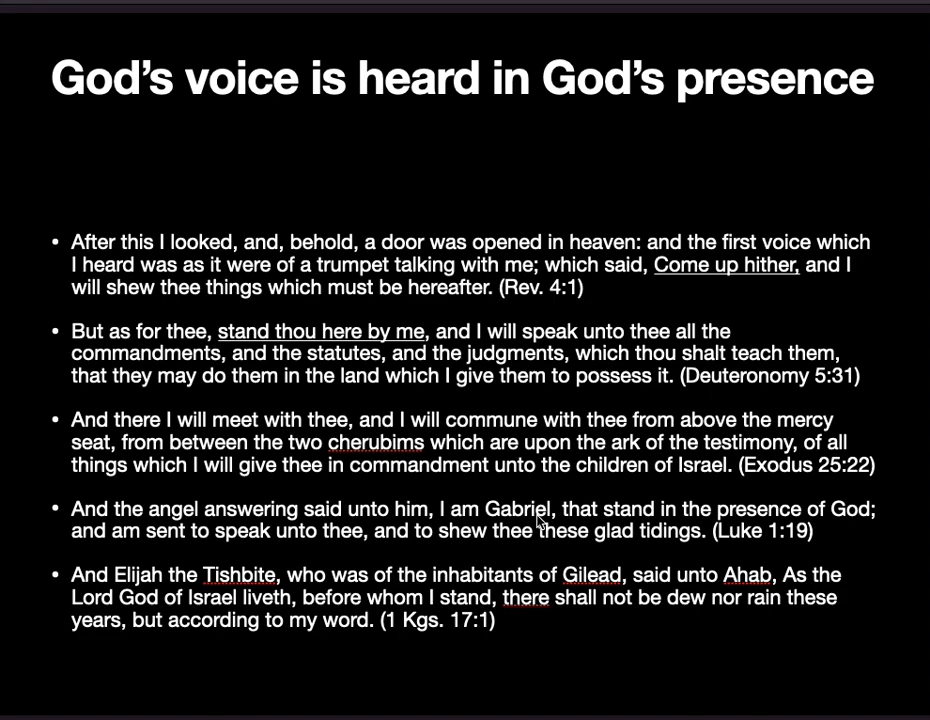 God’s voice is heard in God’s presence
• After this I looked, and, behold, a door was opened in heaven: and the first voice which
I heard was as it were of a trumpet talking with me; which said, Come up hither, and I
will shew thee things which must be hereafter. (Rev. 4:1)
• But as for thee, stand thou here by me, and I will speak unto thee all the
commandments, and the statutes, and the judgments, which thou shalt teach them,
that they may do them in the land which I give them to possess it. (Deuteronomy 5:31)
• And there I will meet with thee, and I will commune with thee from above the mercy
seat, from between the two cherubims which are upon the ark of the testimony, of all
things which I will give thee in commandment unto the children of Israel. (Exodus 25:22)
• And the angel answering said unto him, I am Gabriel, that stand in the presence of God;
and am sent to speak unto thee, and to shew thee these glad tidings. (Luke 1:19)
• And Elijah the Tishbite, who was of the inhabitants of Gilead, said unto Ahab, As the
Lord God of Israel liveth, before whom I stand, there shall not be dew nor rain these
years, but according to my word. (1 Kgs. 17:1)